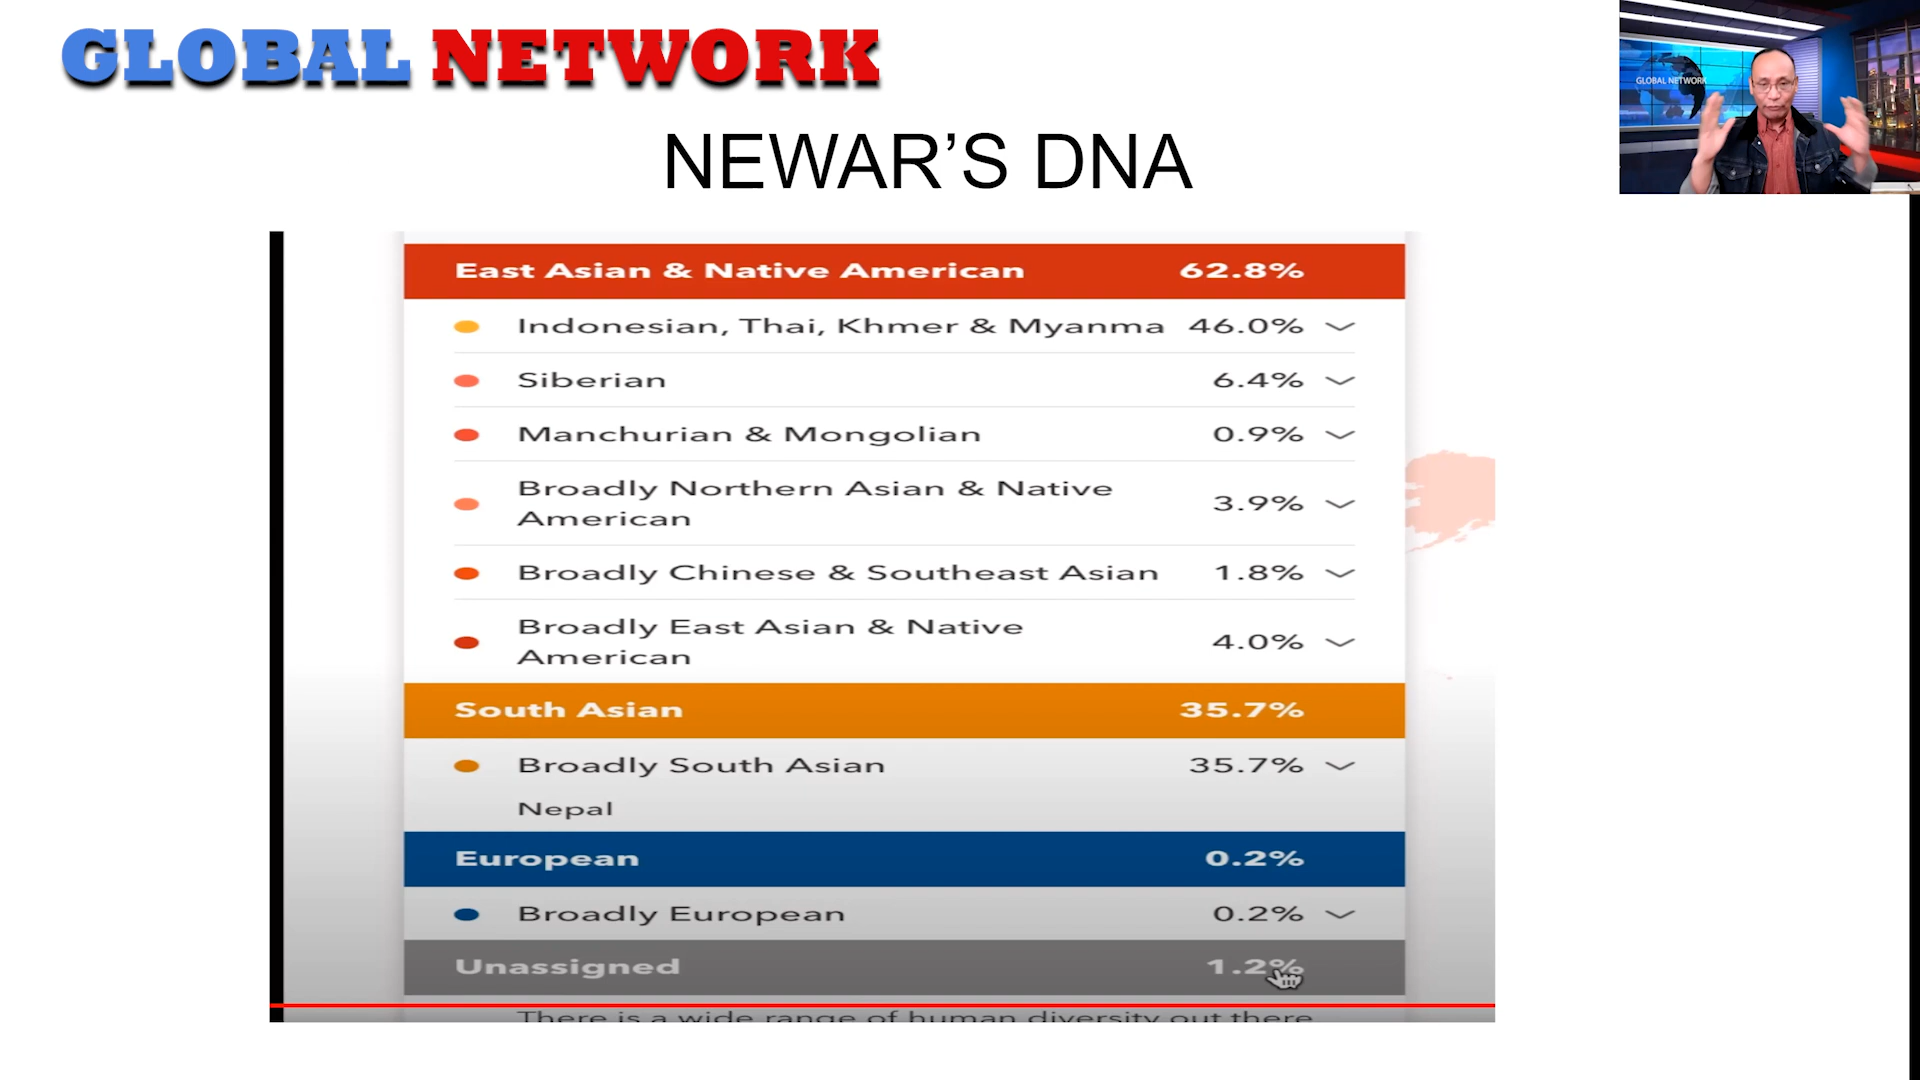 GLOBAL NETWORK
GLOBAL NETWORK
NEWAR’S DNA
East Asian & Native American 62.8%
Indonesian, Thai, Khmer & Myanma 46.0%
Siberian 6.4%
Manchurian & Mongolian 0.9%
Broadly Northern Asian & Native
American 3.9%
Broadly Chinese & Southeast Asian 1.8%
Broadly East Asian & Native
American 4.0%
South Asian 35.7%
Broadly South Asian 35.7%
Nepal
European 0.2%
Broadly European 0.2%
Unassigned 1.2%
There is a wide range of human diversity out there